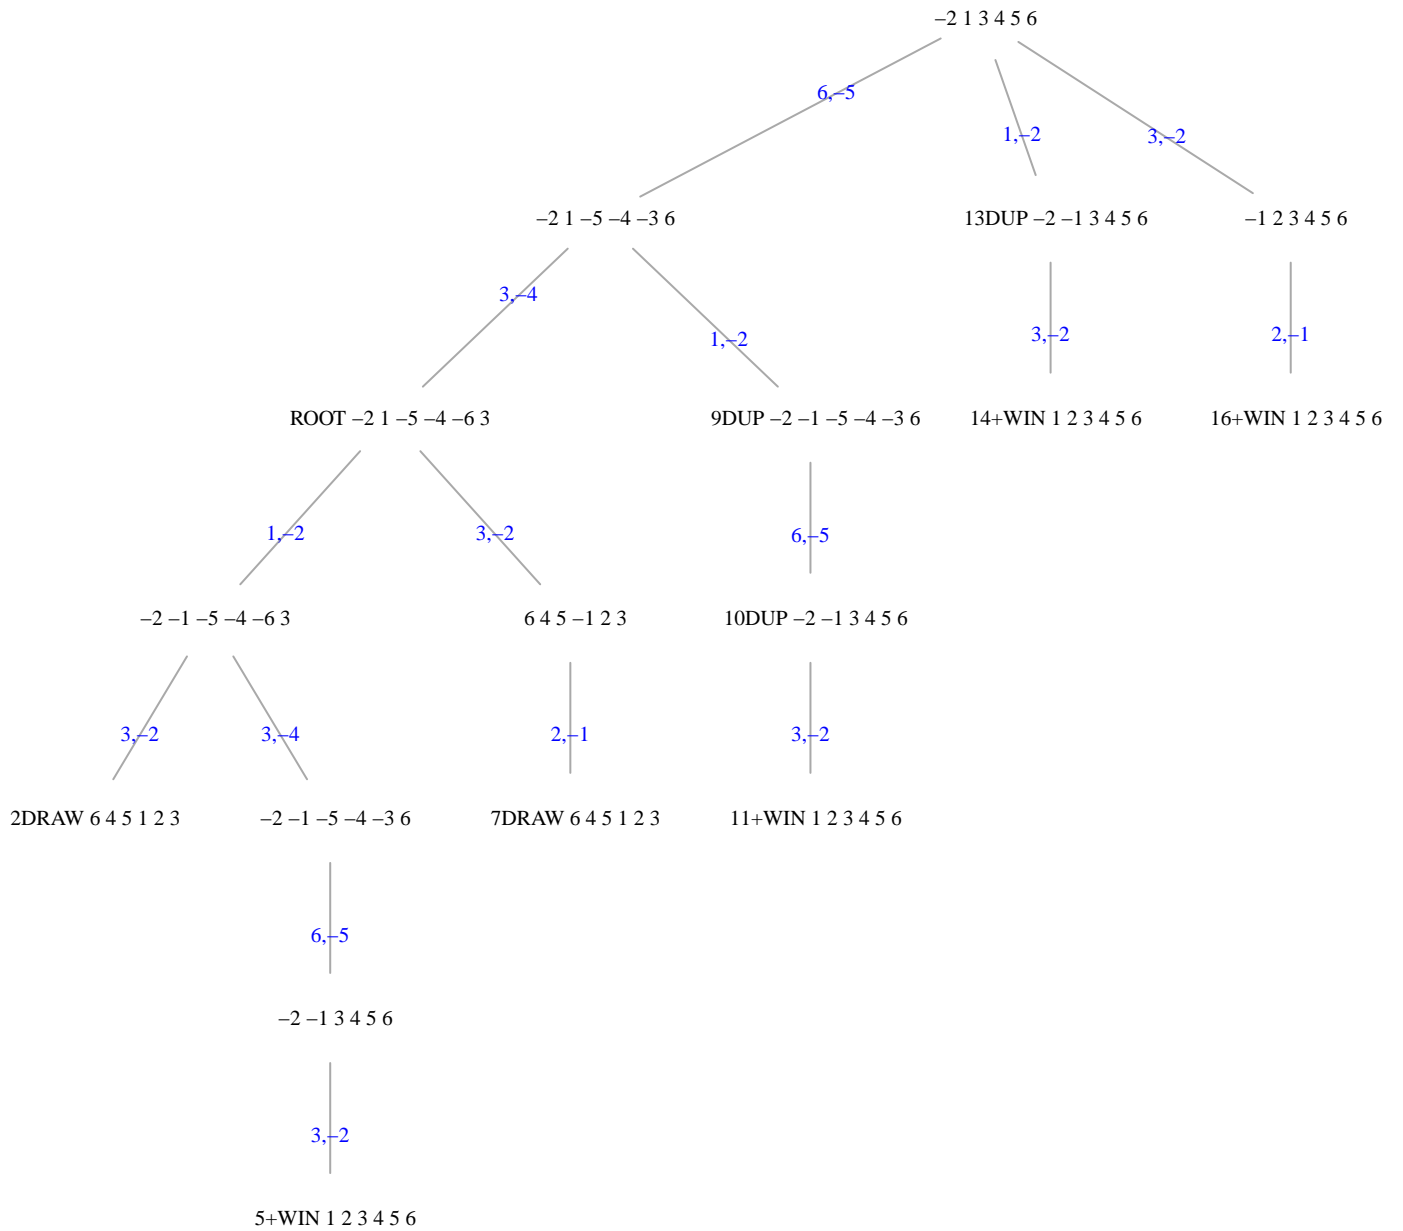 –2 1 3 4 5 6
6,–5
1,–2
3,–2
–2 1 –5 –4 –3 6
13DUP –2 –1 3 4 5 6
–1 2 3 4 5 6
3,–4
1,–2
3,–2
2,–1
ROOT –2 1 –5 –4 –6 3
9DUP –2 –1 –5 –4 –3 6
14+WIN 1 2 3 4 5 6
16+WIN 1 2 3 4 5 6
1,–2
3,–2
6,–5
–2 –1 –5 –4 –6 3
6 4 5 –1 2 3
10DUP –2 –1 3 4 5 6
3,–2
3,–4
2,–1
3,–2
2DRAW 6 4 5 1 2 3
–2 –1 –5 –4 –3 6
7DRAW 6 4 5 1 2 3
11+WIN 1 2 3 4 5 6
6,–5
–2 –1 3 4 5 6
3,–2
5+WIN 1 2 3 4 5 6